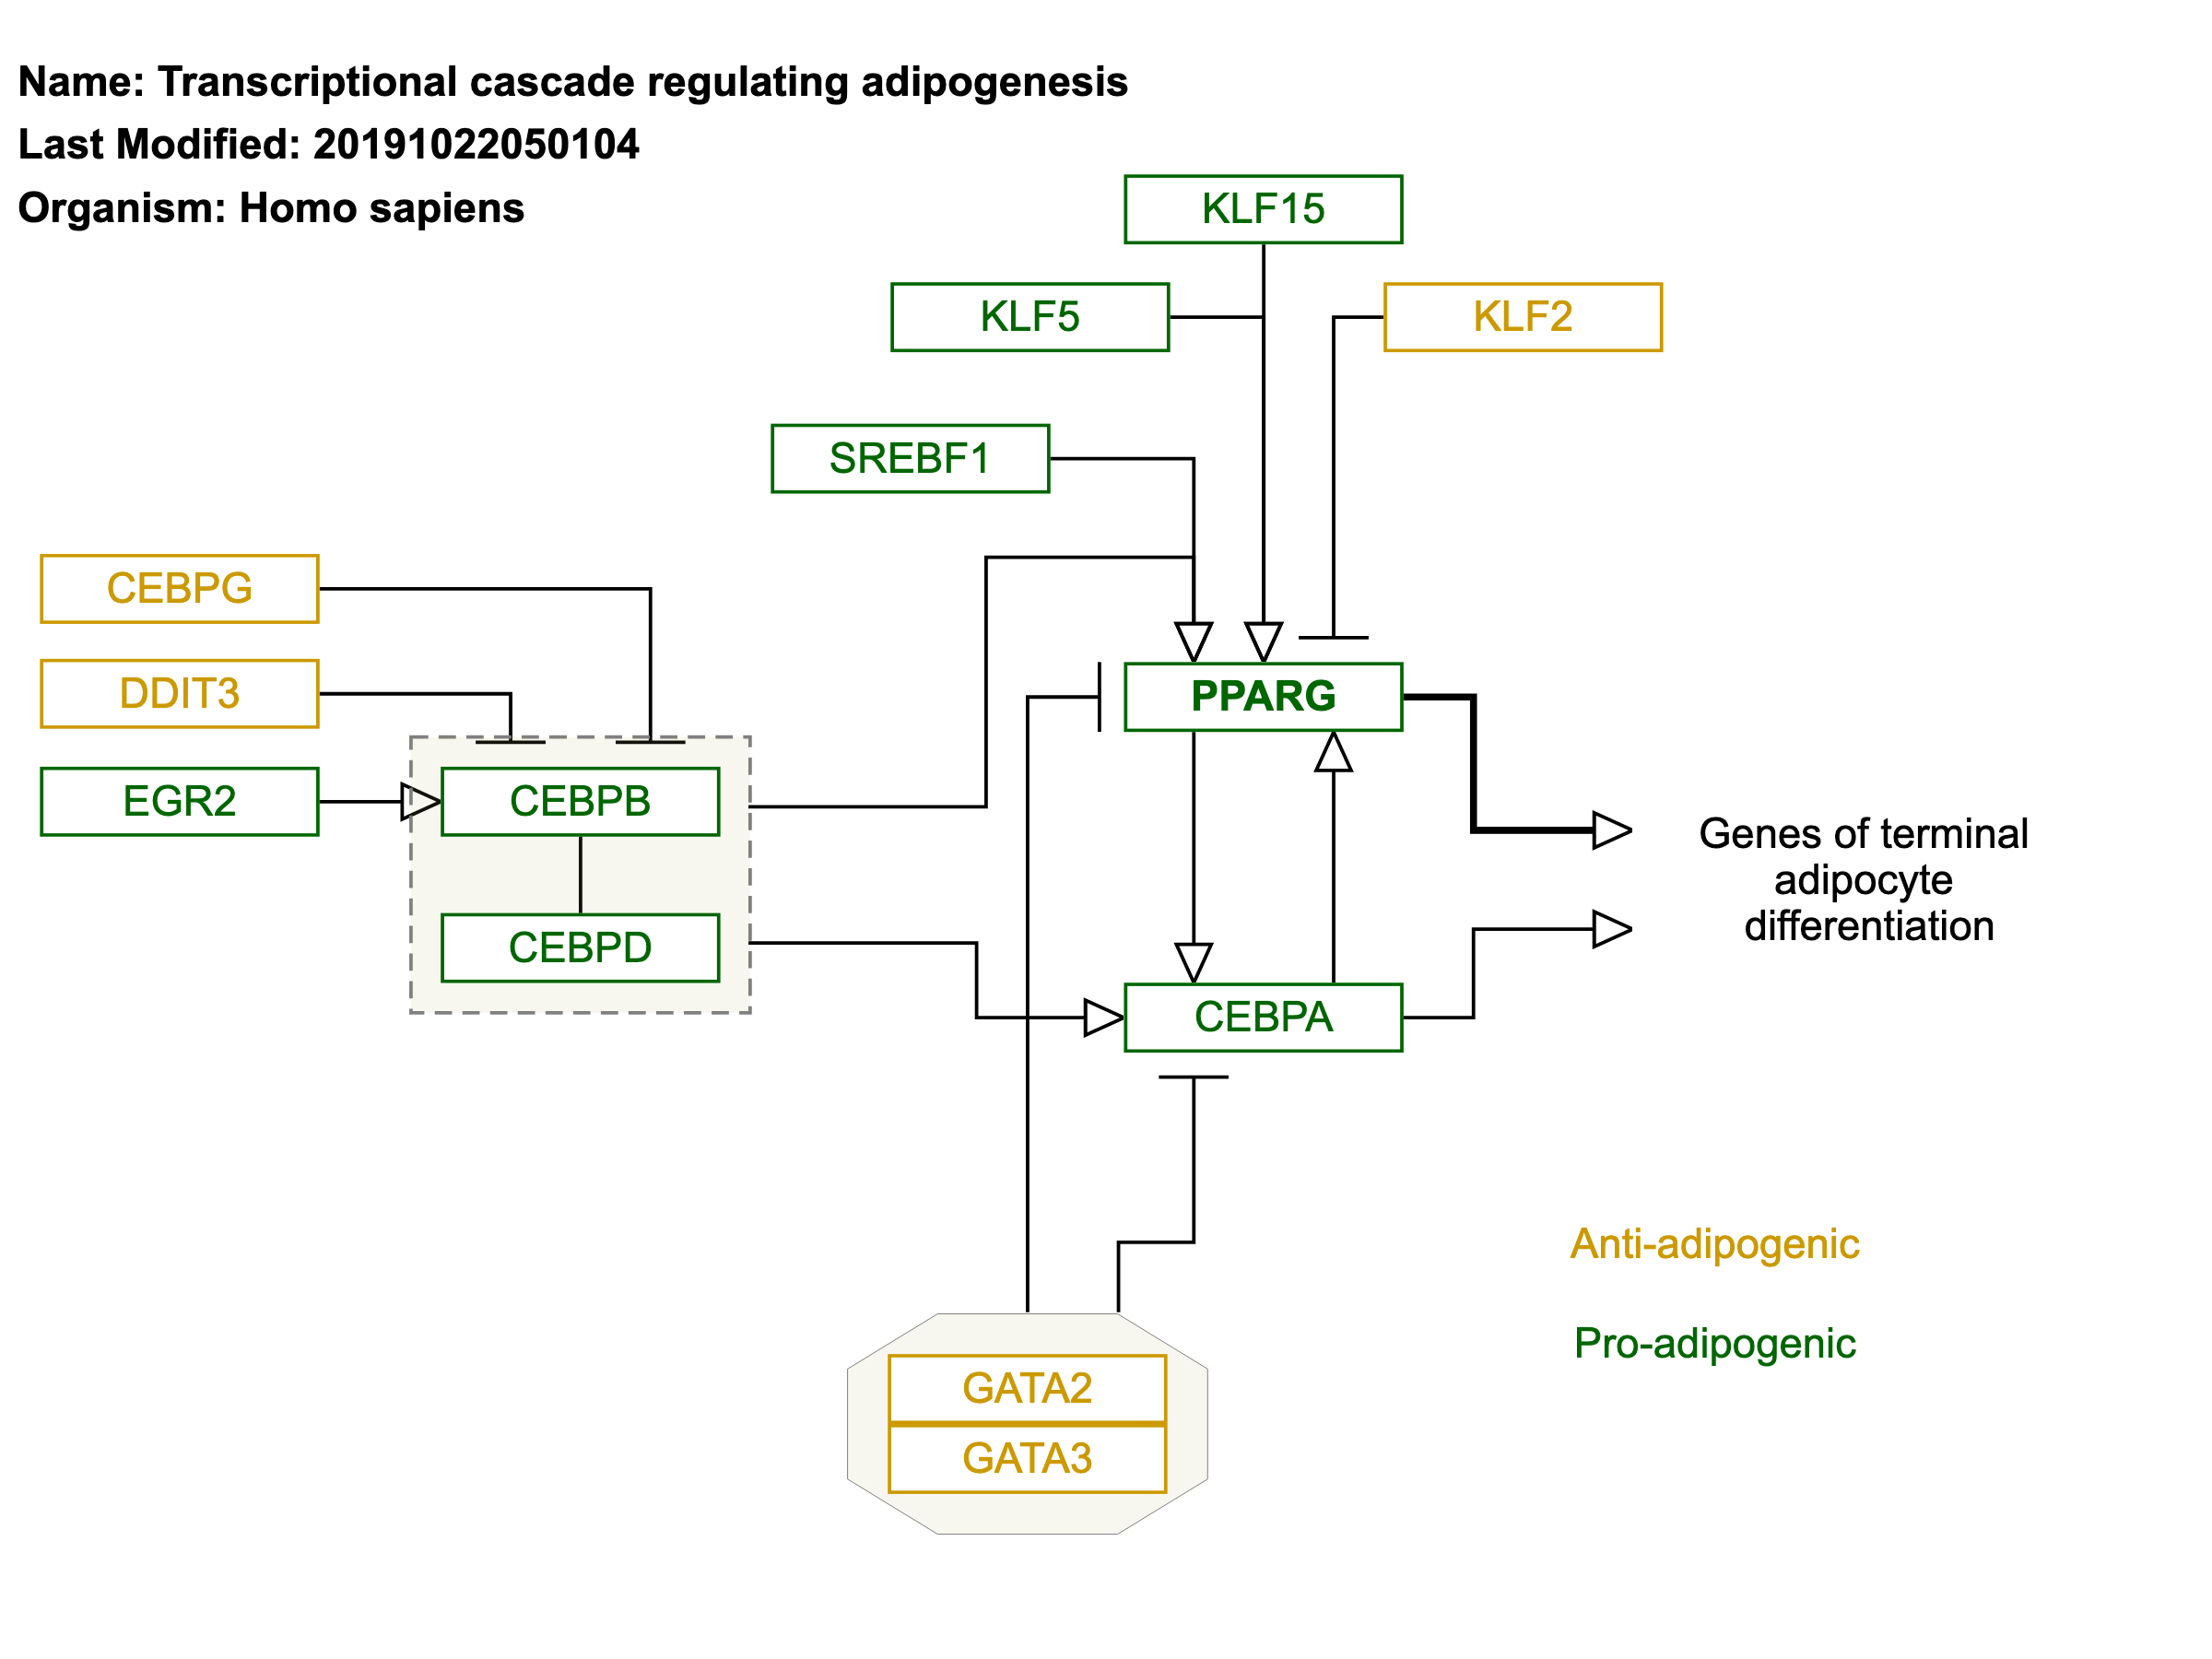 Name: Transcriptional cascade regulating adipogenesis
Last Modified: 20191022050104
Organism: Homo sapiens
KLF15
KLF5
KLF2
SREBF1
CEBPG
DDIT3
PPARG
EGR2
CEBPB
Genes of terminal
adipocyte
differentiation
CEBPD
CEBPA
Anti-adipogenic
Pro-adipogenic
GATA2
GATA3